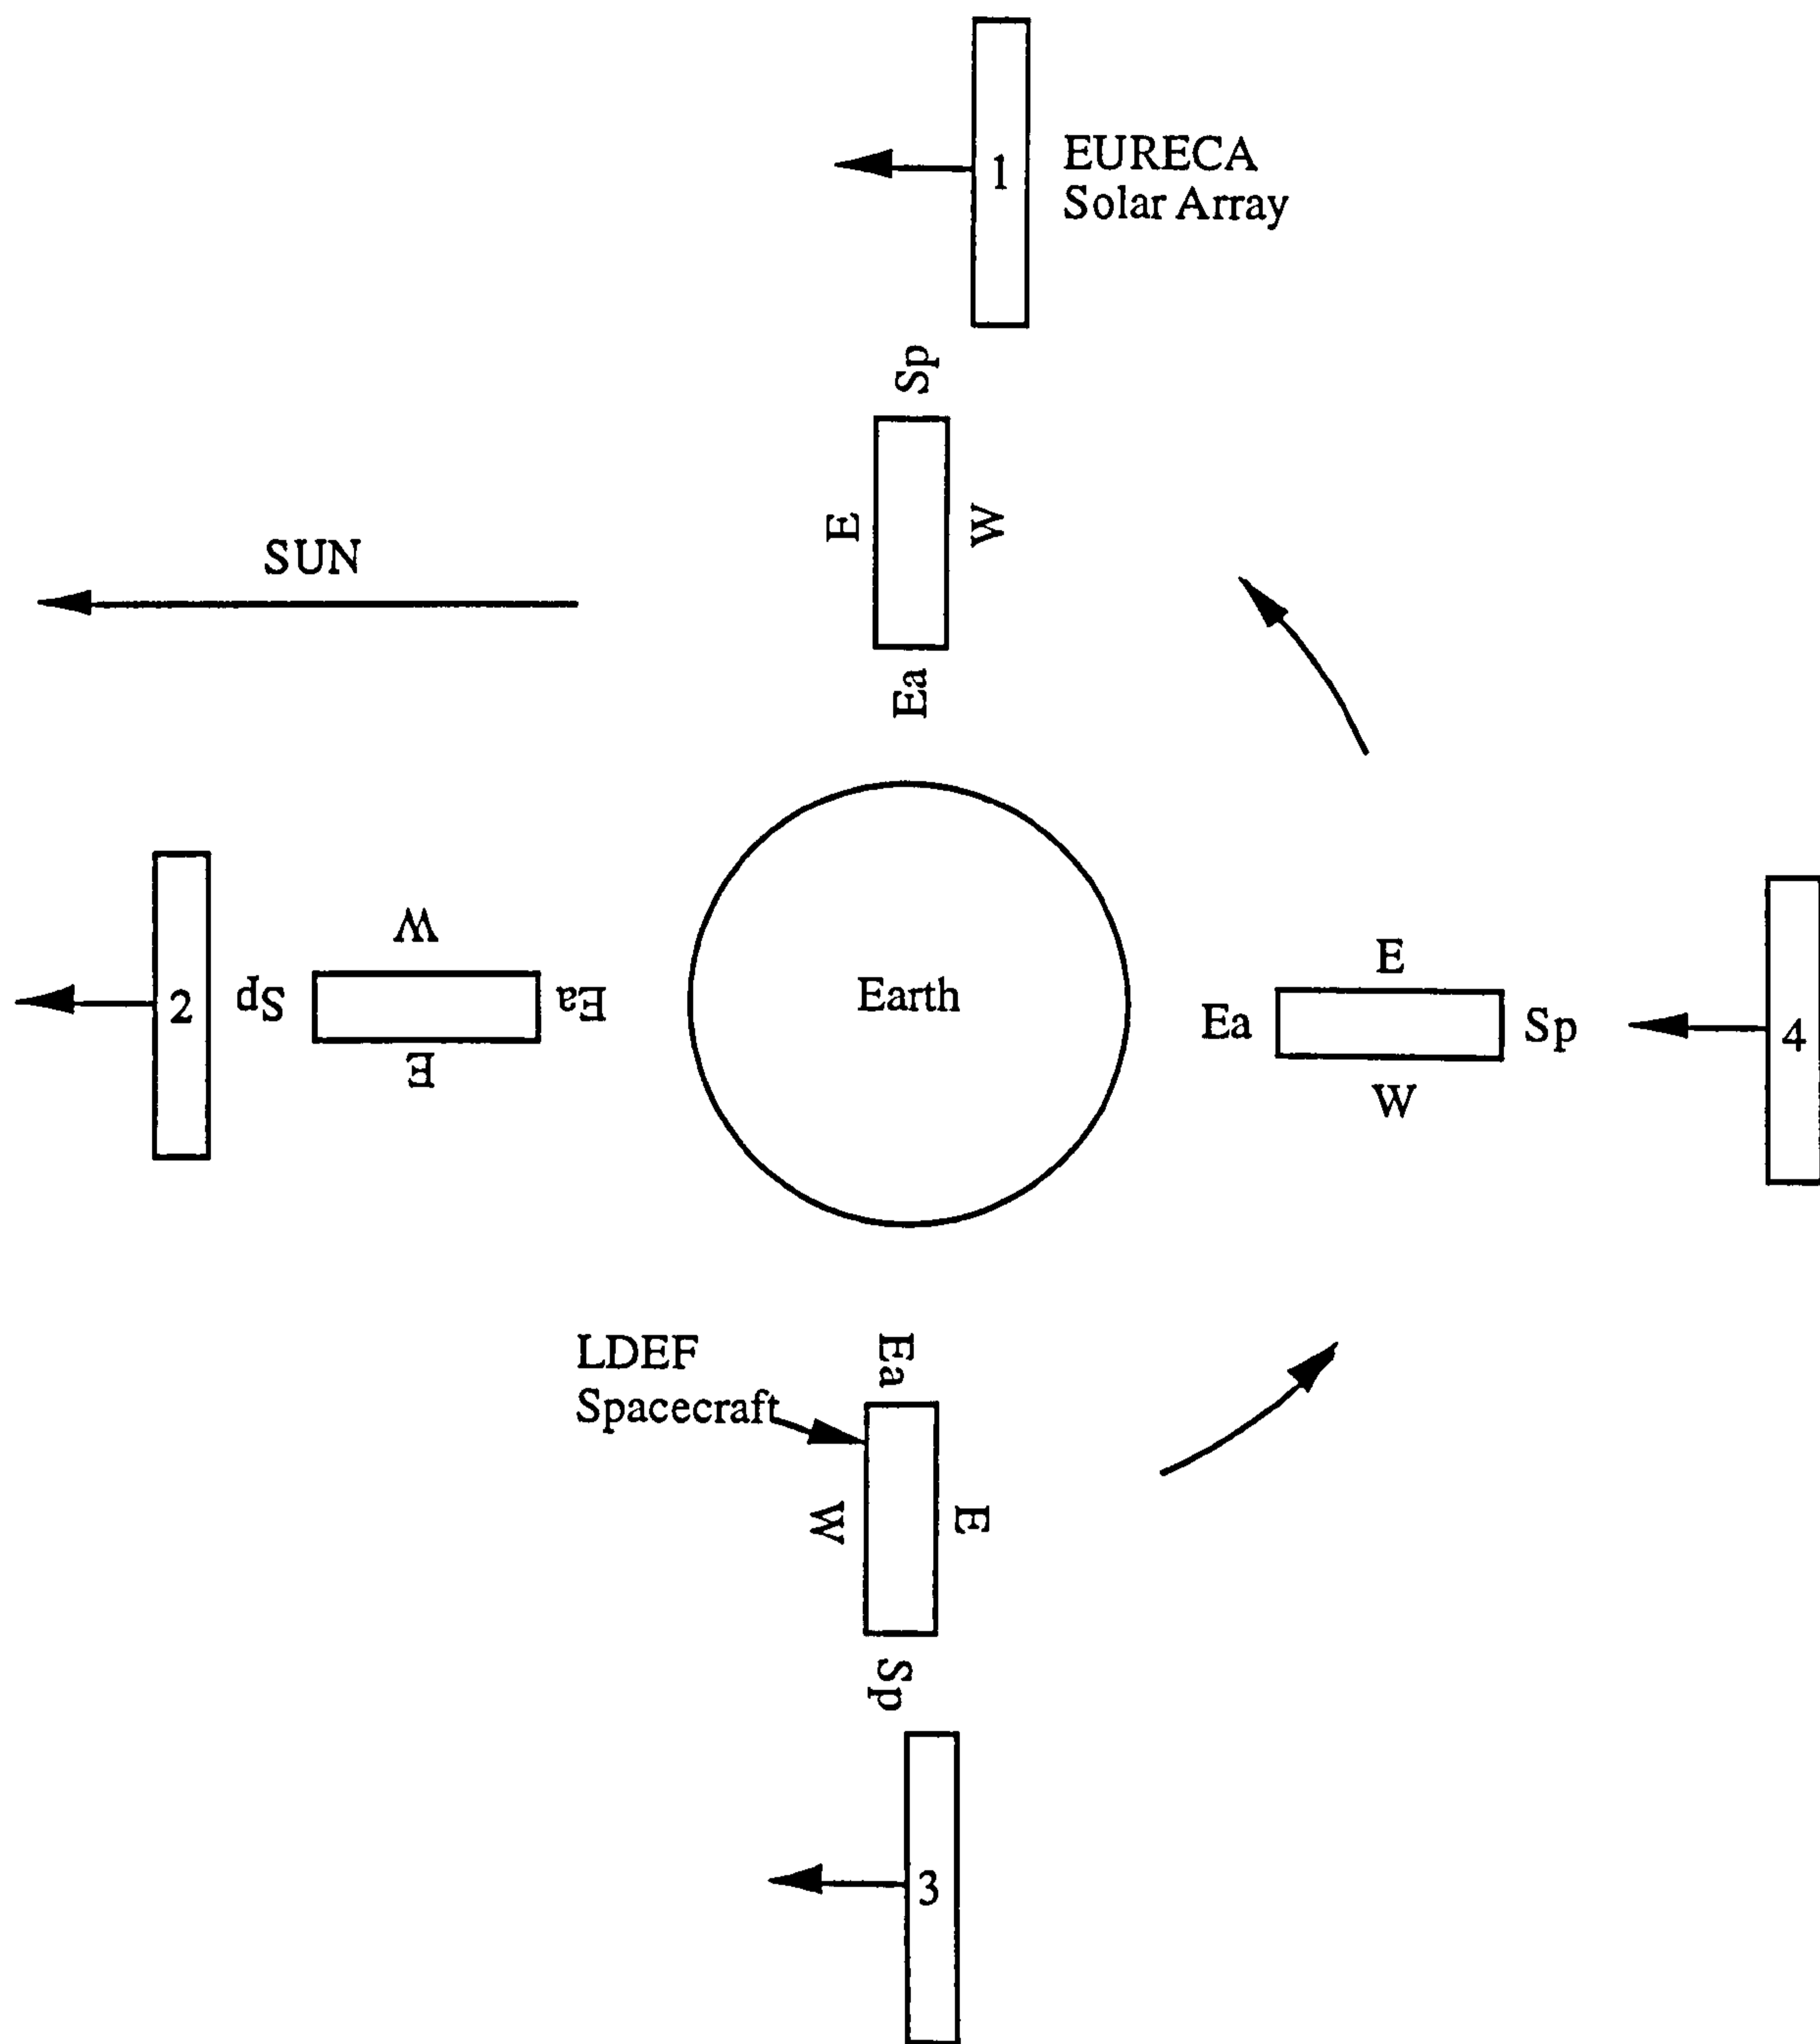 1
EURECA
Solar Array
Sp
E
W
SUN
Ea
W
2
Sp
Ea
E
Earth
E
Ea
Sp
W
4
LDEF
Spacecraft
Ea
W
E
Sp
3